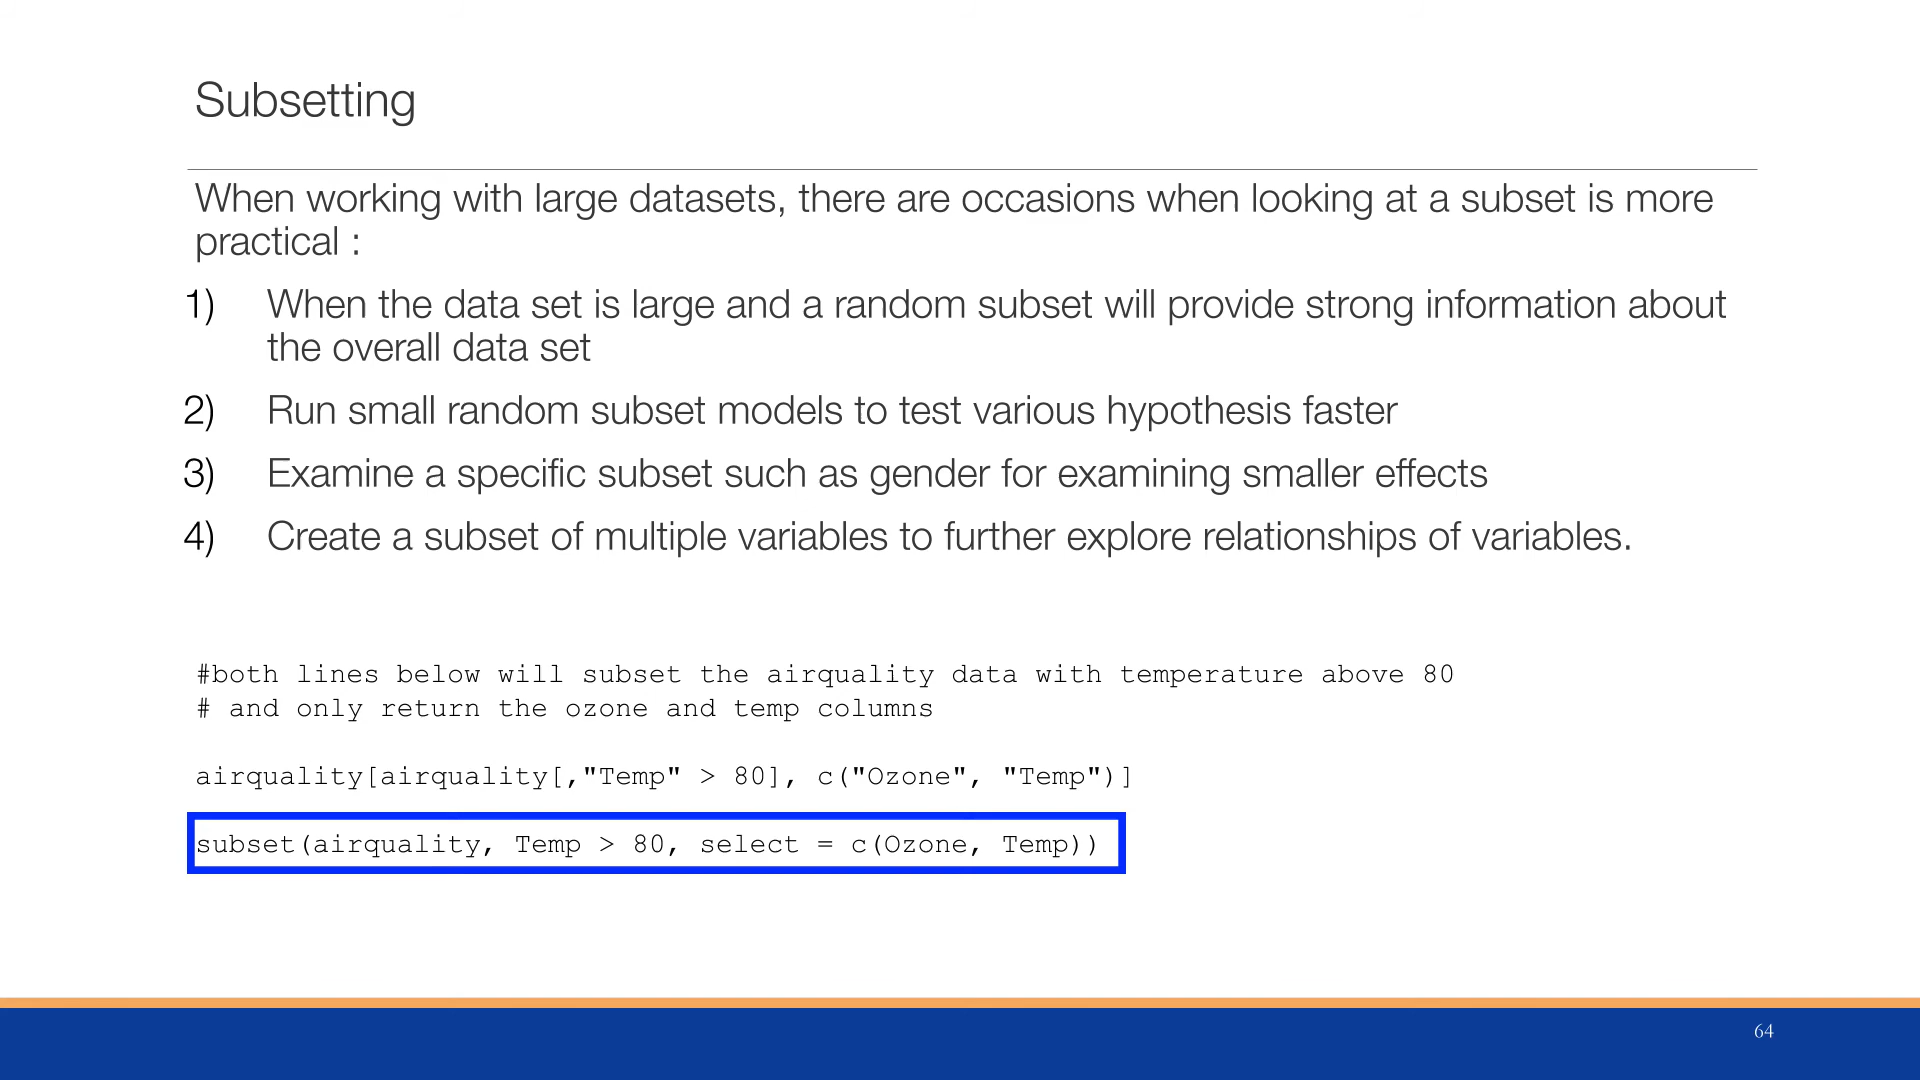 Subsetting
When working with large datasets, there are occasions when looking at a subset is more
practical :
1) When the data set is large and a random subset will provide strong information about
the overall data set
2) Run small random subset models to test various hypothesis faster
3) Examine a specific subset such as gender for examining smaller effects
4) Create a subset of multiple variables to further explore relationships of variables.
#both lines below will subset the airquality data with temperature above 80
# and only return the ozone and temp columns
airquality[airquality[,"Temp" > 80], c("Ozone", "Temp")]
subset(airquality, Temp > 80, select = c(Ozone, Temp))
64